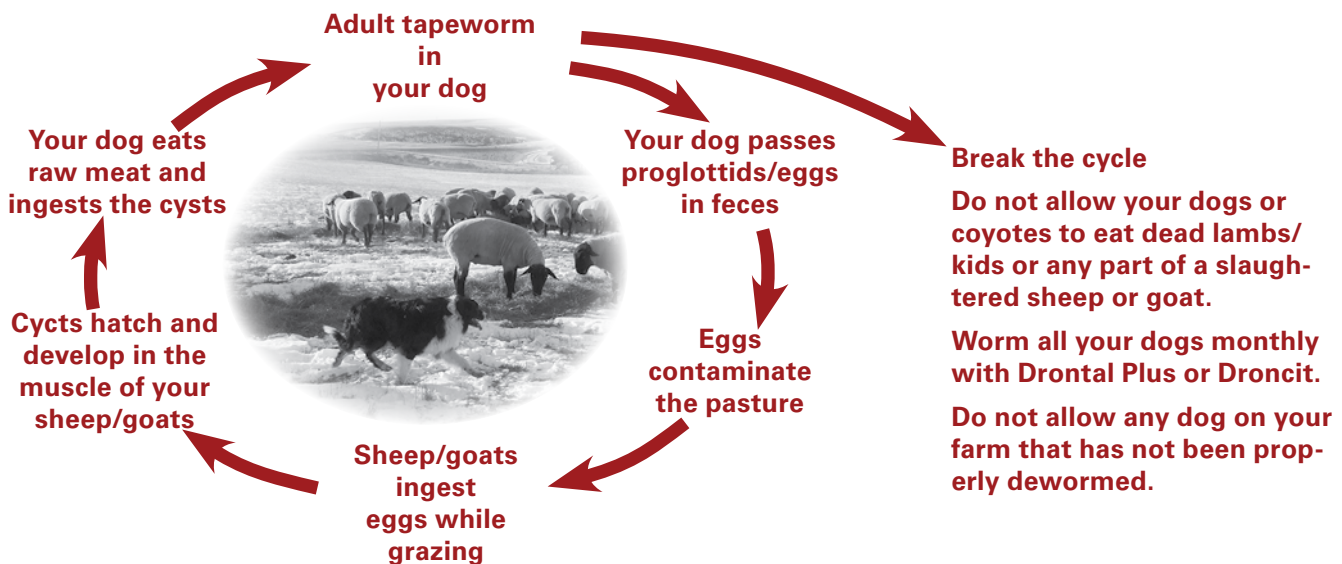 Adult tapeworm
in
your dog
Your dog passes
proglottids/eggs
in feces
Eggs
contaminate
the pasture
Sheep/goats
ingest
eggs while
grazing
Cycts hatch and
develop in the
muscle of your
sheep/goats
Your dog eats
raw meat and
ingests the cysts
Break the cycle
Do not allow your dogs or
coyotes to eat dead lambs/
kids or any part of a slaugh-
tered sheep or goat.
Worm all your dogs monthly
with Drontal Plus or Droncit.
Do not allow any dog on your
farm that has not been prop-
erly dewormed.